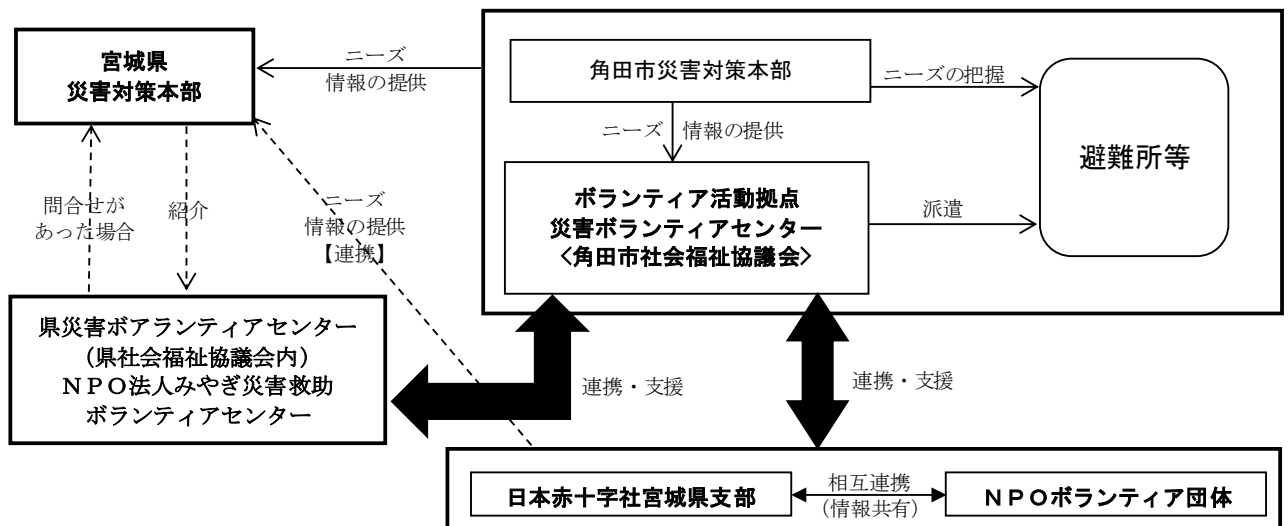 宮城県
災害対策本部
ニーズ
情報の提供
角田市災害対策本部
ニーズの把握
避難所等
ニーズ 情報の提供
ボランティア活動拠点
災害ボランティアセンター
<角田市社会福祉協議会>
派遣
問合せが
あった場合
紹介
ニーズ
情報の提供
【連携】
県災害ボアランティアセンター
(県社会福祉協議会内)
NPO法人みやぎ災害救助
ボランティアセンター
連携・支援
連携・支援
日本赤十字社宮城県支部
相互連携
(情報共有)
NPOボランティア団体